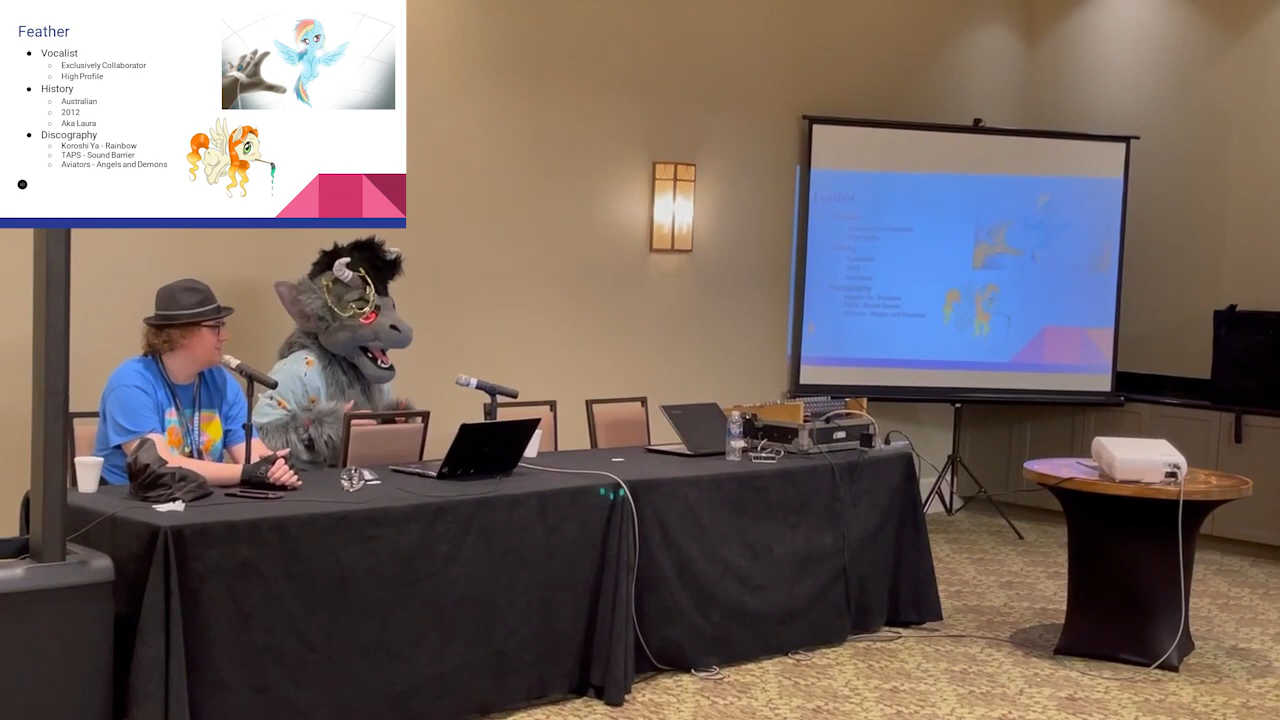 Feather
Vocalist
Exclusively Collaborator
High Profile
History
Australian
2012
Aka Laura
Discography
Koroshi Ya - Rainbow
TAPS - Sound Barrier
Aviators - Angels and Demons
Feather